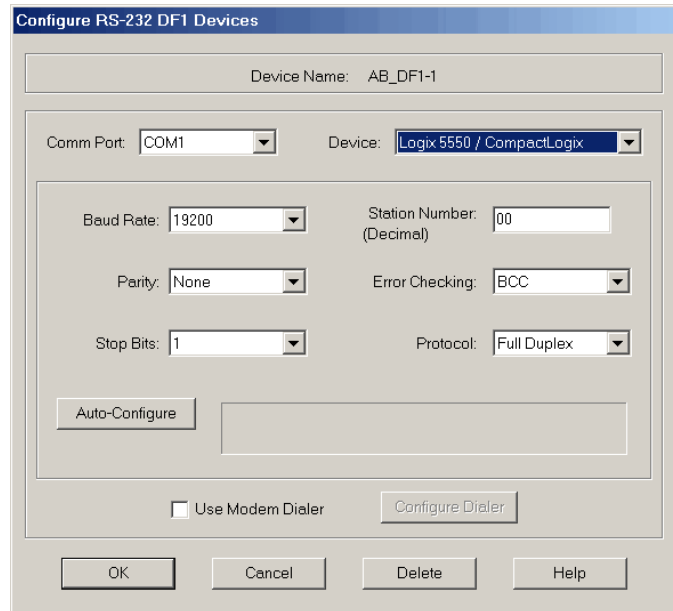 Configure RS-232 DF1 Devices
Device Name: AB_DF1-1
Comm Port: COM1 Device: Logix 5550 / CompactLogix
Baud Rate: 19200 Station Number: 00
(Decimal)
Parity: None Error Checking: BCC
Stop Bits: 1 Protocol: Full Duplex
Auto-Configure
Use Modem Dialer Configure Dialer
OK Cancel Delete Help